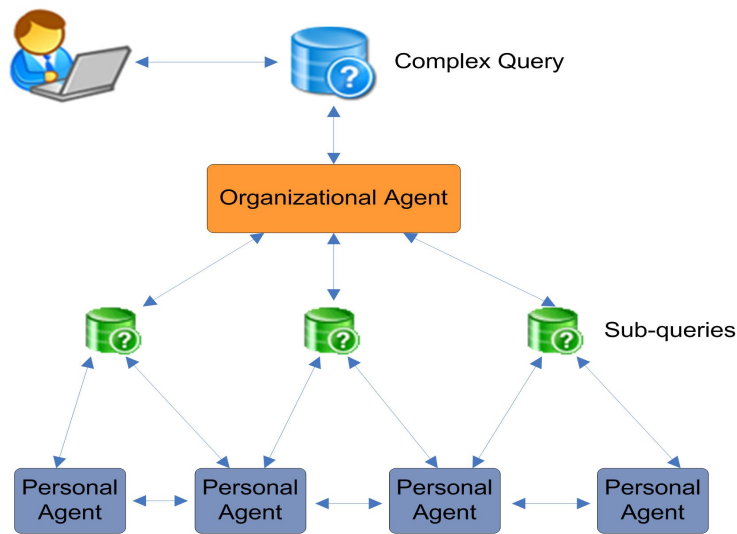 Complex Query
Organizational Agent
Sub-queries
Personal
Agent
Personal
Agent
Personal
Agent
Personal
Agent